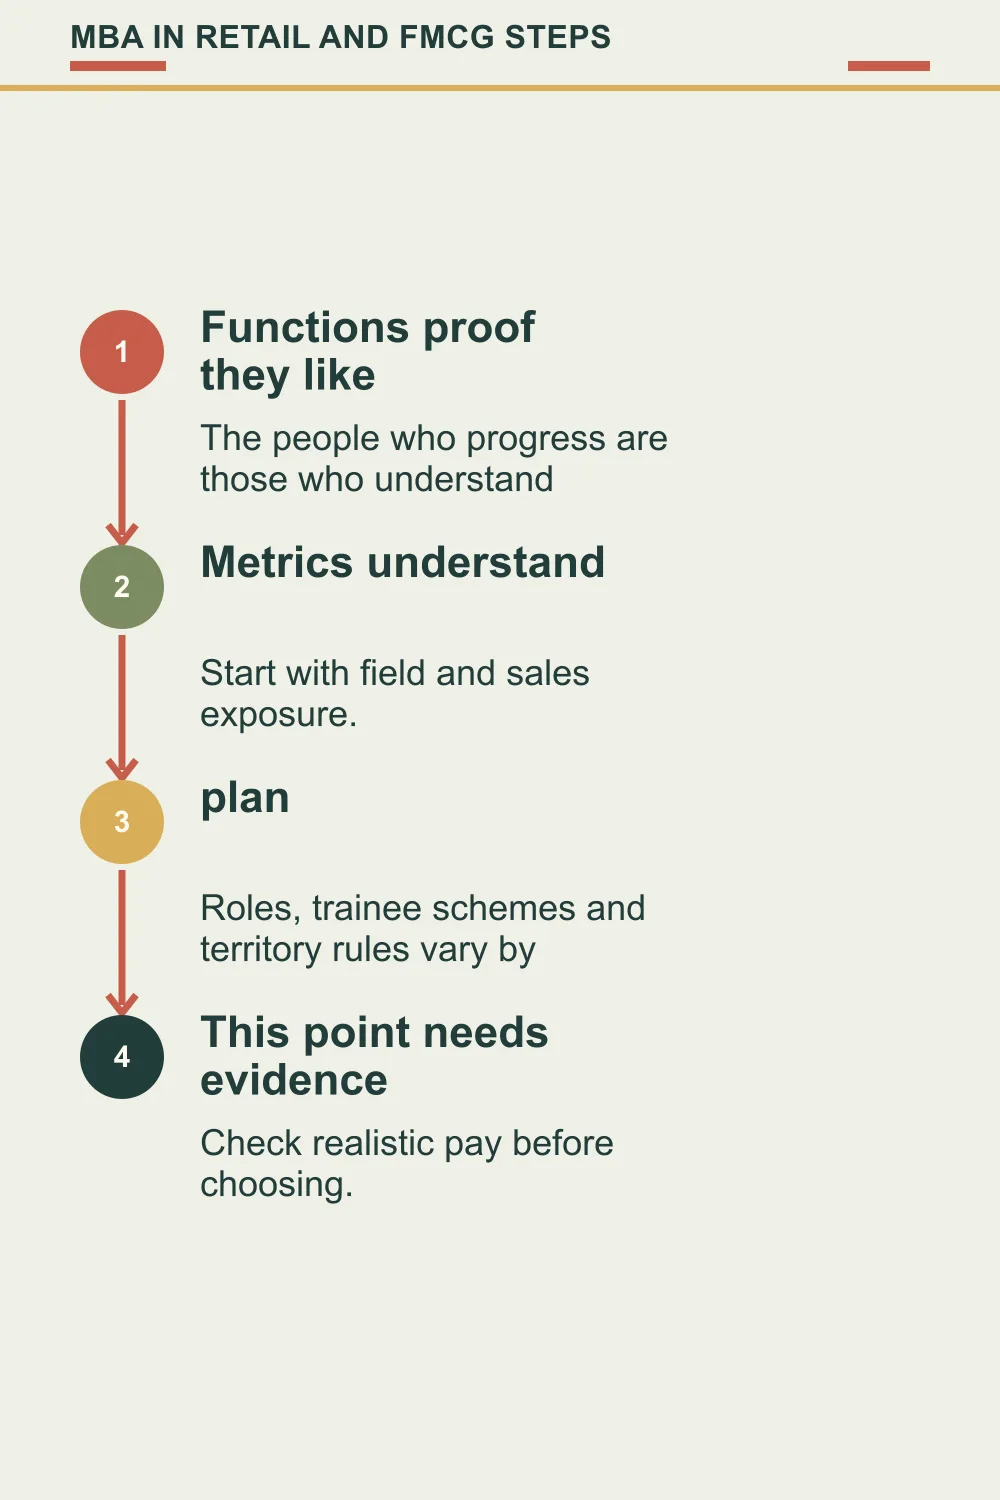 MBA IN RETAIL AND FMCG STEPS
1
Functions proof
they like
The people who progress are
those who understand
2
Metrics understand
Start with field and sales
exposure.
3
plan
Roles, trainee schemes and
territory rules vary by
4
This point needs
evidence
Check realistic pay before
choosing.